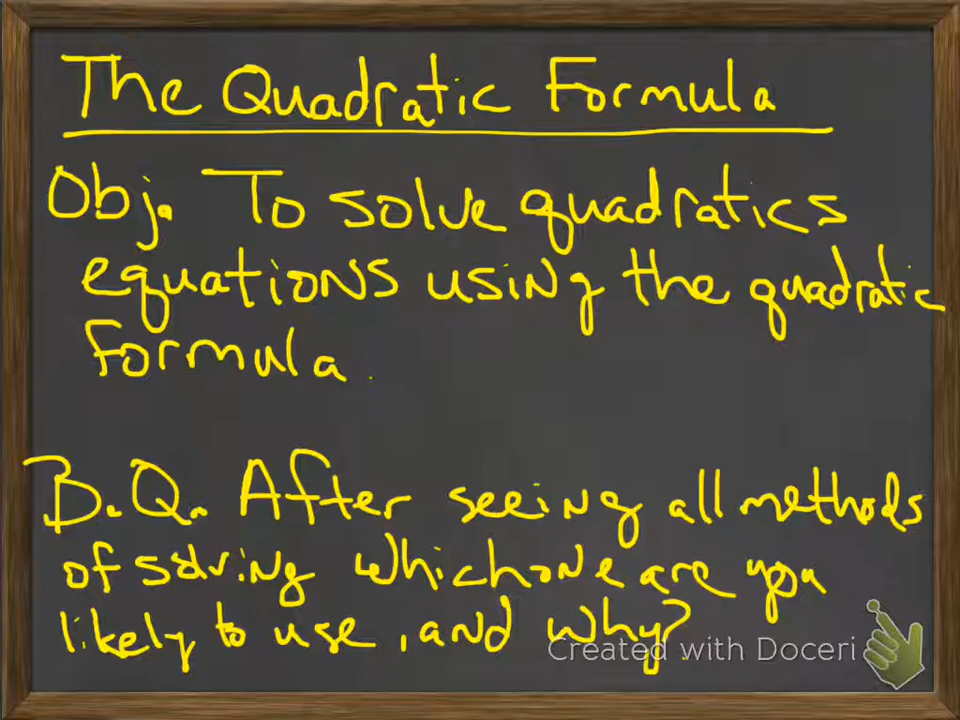 The Quadratic Formula
Obj. To solve quadratics
equations using the quadratic
formula.
B.Q. After seeing all methods
of solving which one are you
likely to use, and why?
Created with Doceri